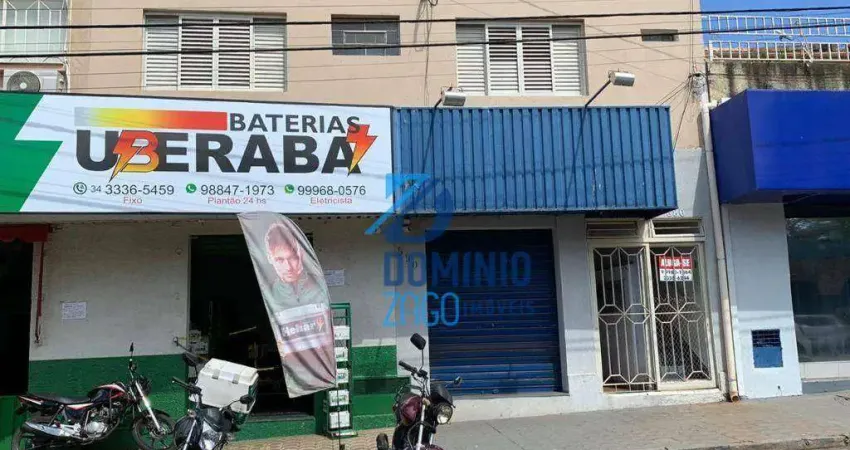 BATERIAS
UBERABA
34 3336-5459
Fixo
98847-1973
Plantão 24 hs
99968-0576
Eletricista
ALUGA-SE
Heliar
DOMINIO
ZAGO IMÓVEIS